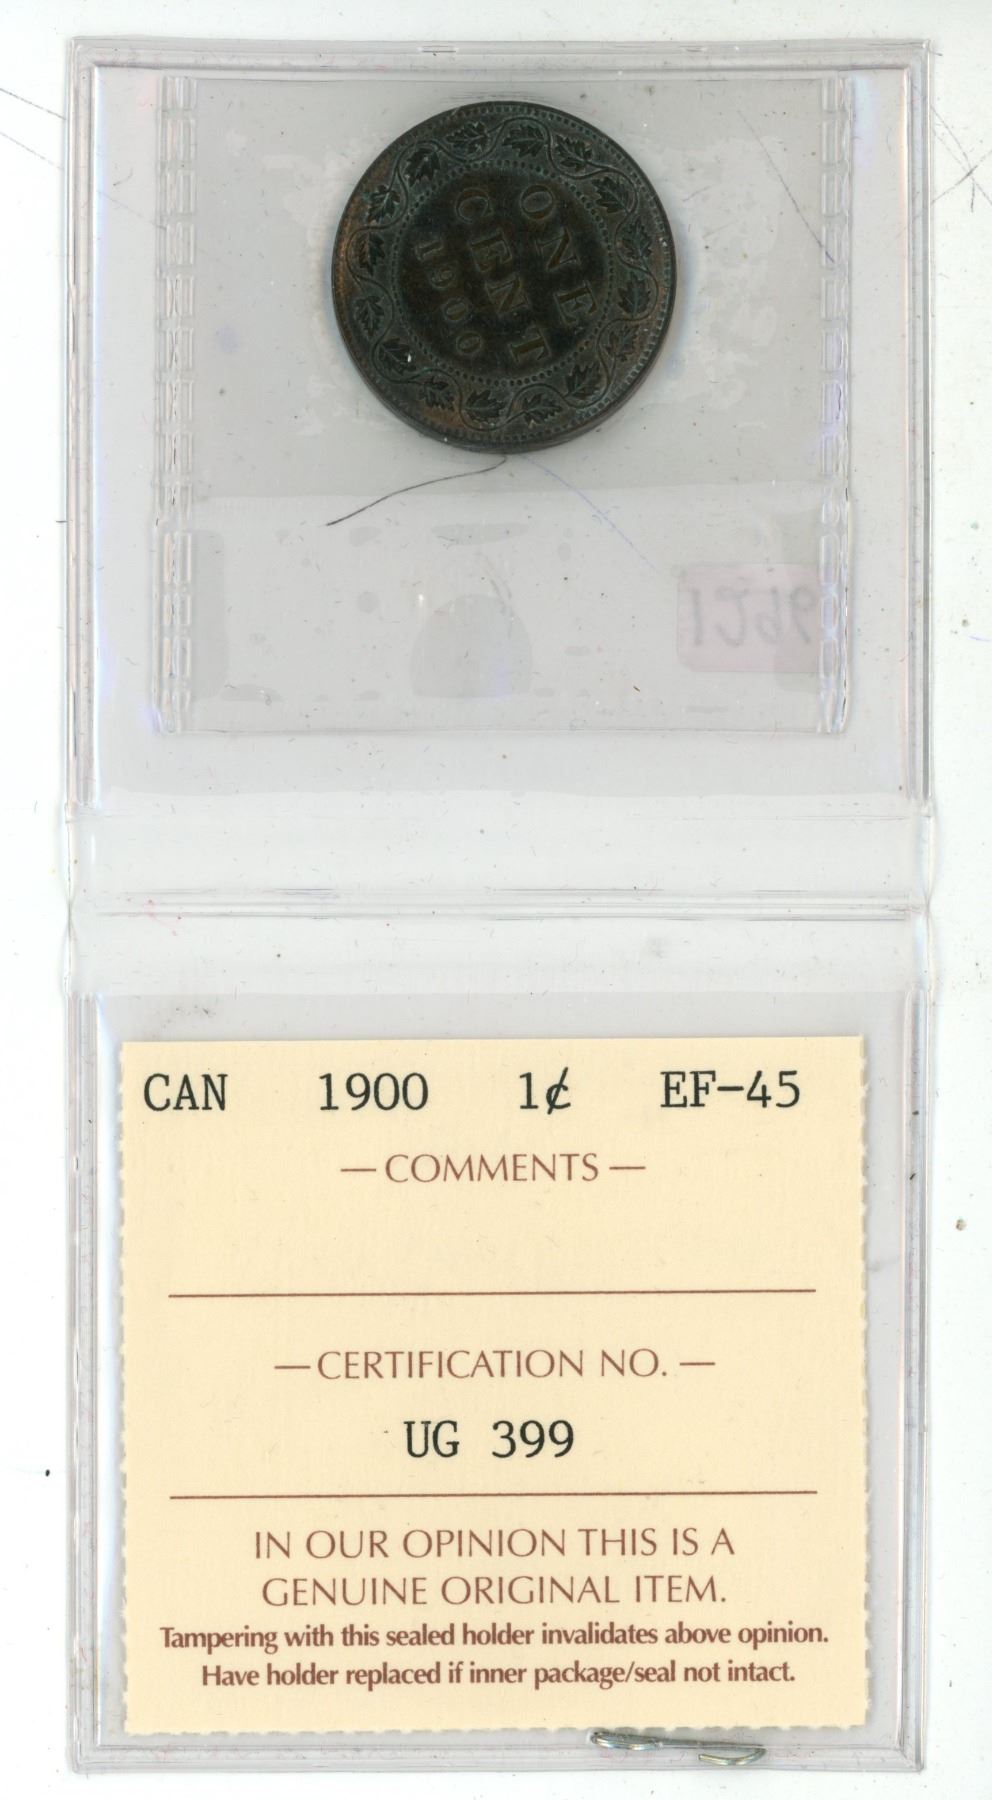 ONE
CENT
1900
CAN 1900 1¢ EF-45
— COMMENTS —
— CERTIFICATION NO. —
UG 399
IN OUR OPINION THIS IS A
GENUINE ORIGINAL ITEM.
Tampering with this sealed holder invalidates above opinion.
Have holder replaced if inner package/seal not intact.